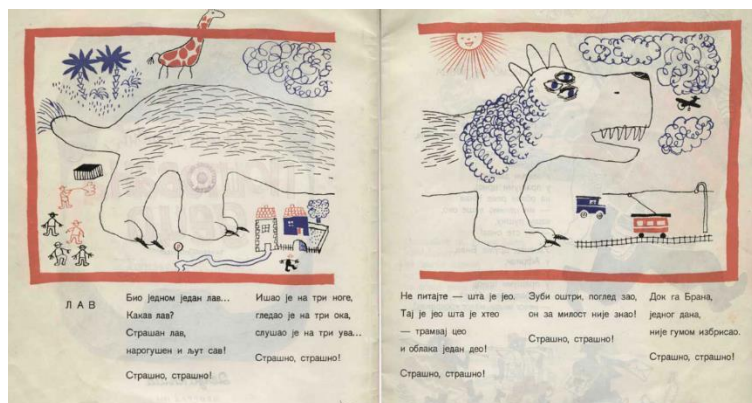 ЛАВ
Био једном један лав...
Какав лав?
Страшан лав,
нарогушен и љут сав!
Страшно, страшно!
Ишао је на три ноге,
гледао је на три ока,
слушао је на три ува...
Страшно, страшно!
Не питајте — шта је јео.
Тај је јео шта је хтео
— трамвај цео
и облака један део!
Страшно, страшно!
Зуби оштри, поглед зао,
он за милост није знао!
Страшно, страшно!
Док га Брана,
једног дана,
није гумом избрисао.
Страшно, страшно!